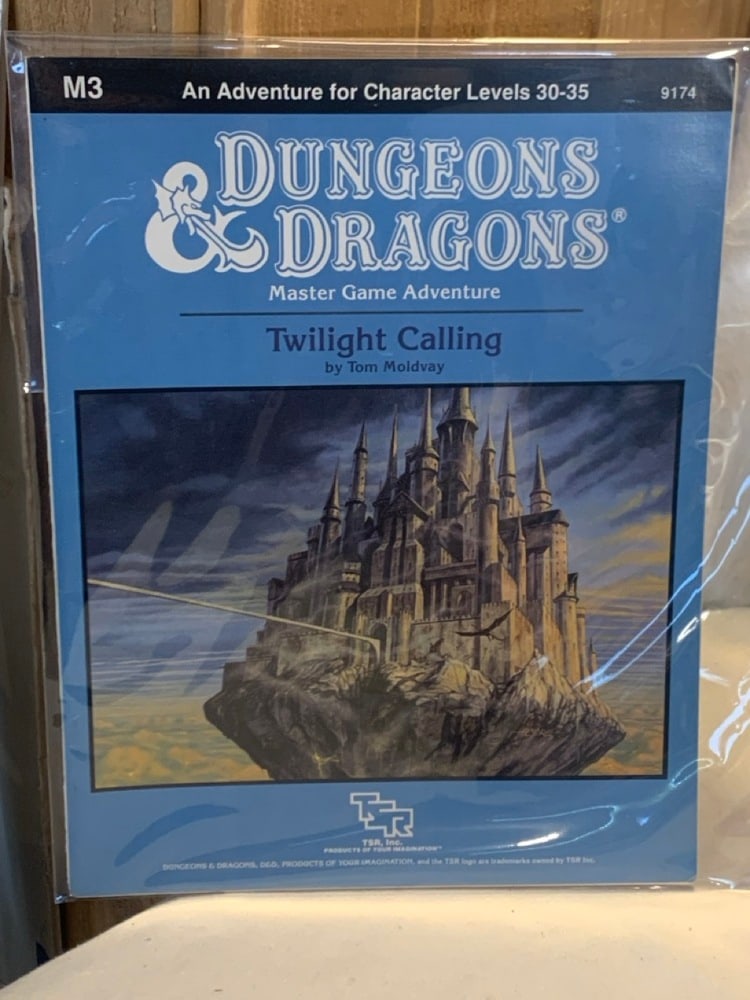 M3 An Adventure for Character Levels 30-35 9174
DUNGEONS
& DRAGONS®
Master Game Adventure
Twilight Calling
by Tom Moldvay
TSR
TSR, Inc.
PRODUCTS OF YOUR IMAGINATION™
DUNGEONS & DRAGONS, D&D, PRODUCTS OF YOUR IMAGINATION, and the TSR logo are trademarks owned by TSR Inc.